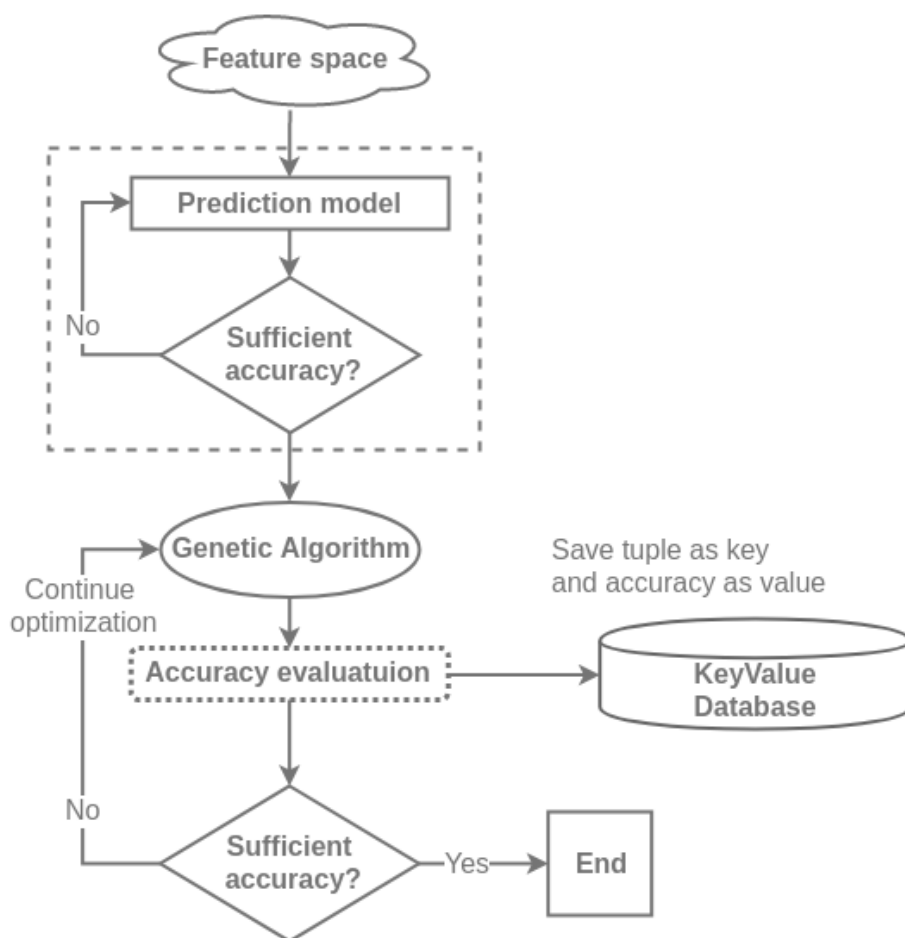 Feature space
Prediction model
No
Sufficient
accuracy?
Genetic Algorithm
Save tuple as key
and accuracy as value
Continue
optimization
Accuracy evaluatuion
KeyValue
Database
No
Sufficient
accuracy?
Yes
End